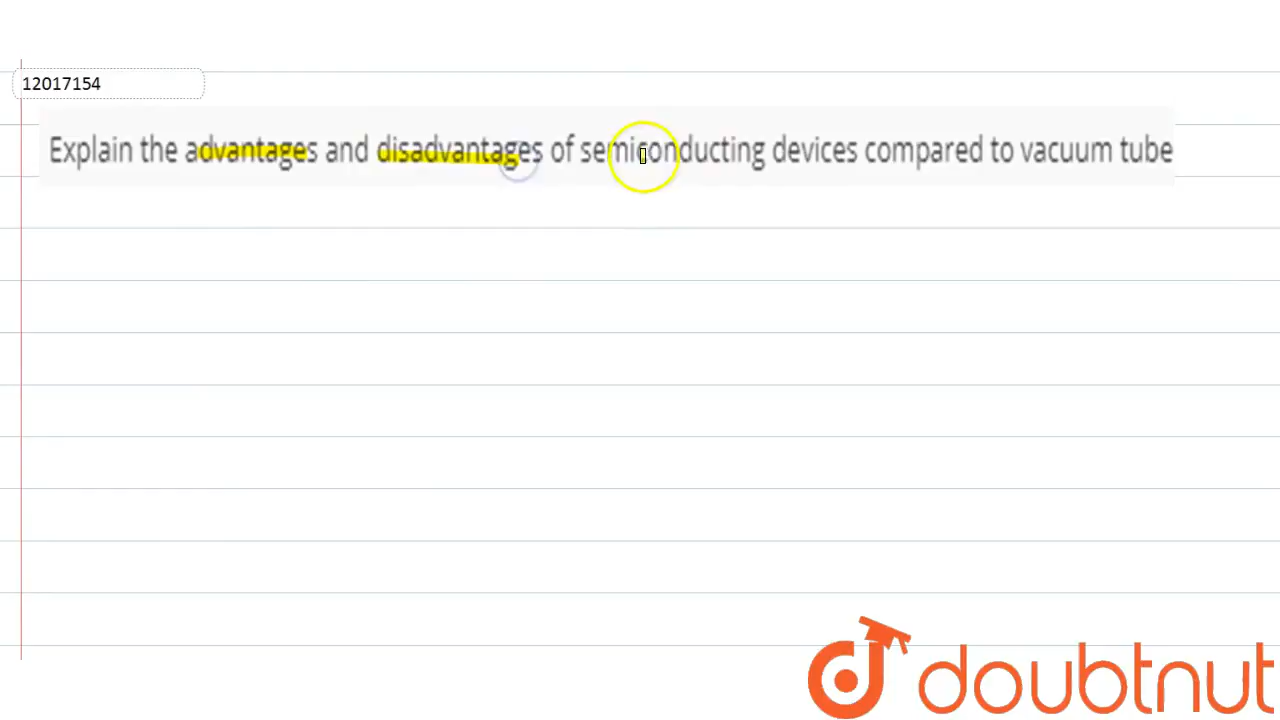 12017154
Explain the advantages and disadvantages of semiconducting devices compared to vacuum tube
doubtnut